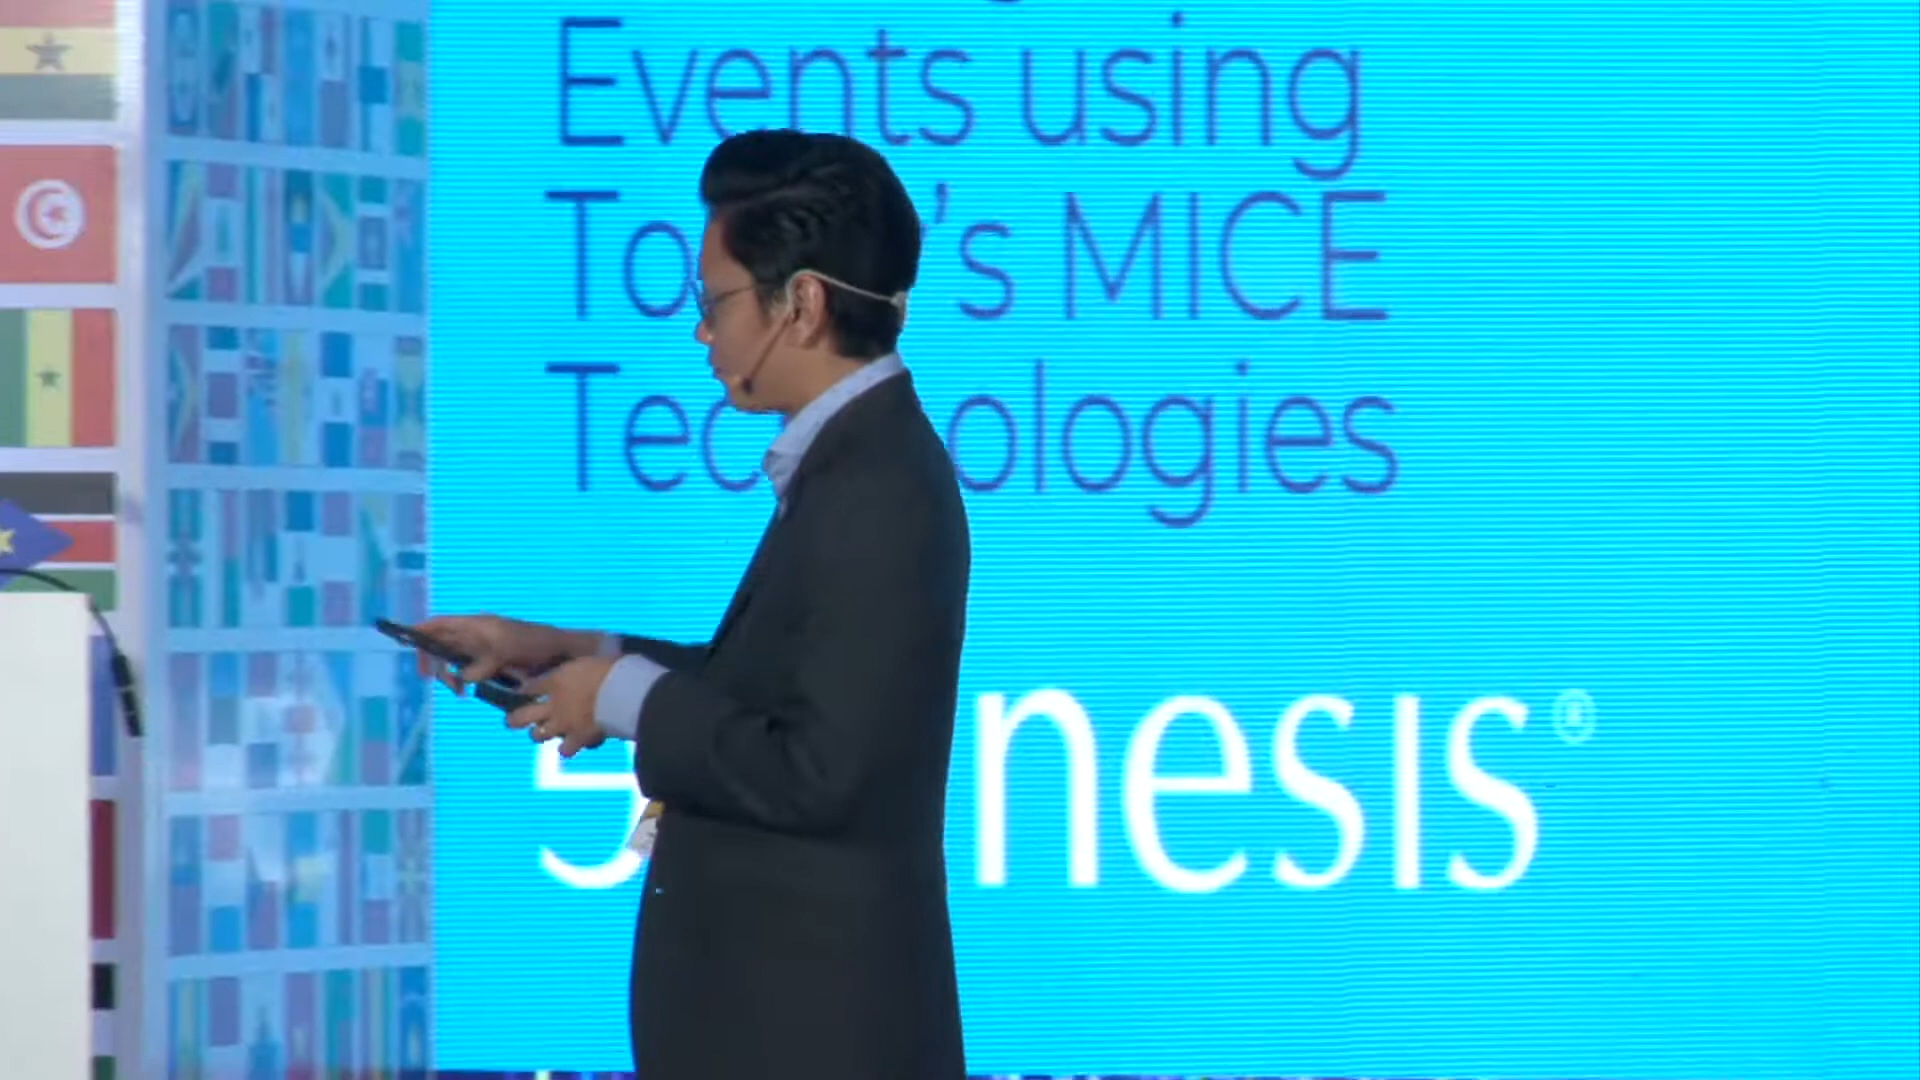 Events using
To 's MICE
Tec ologies
nesis®